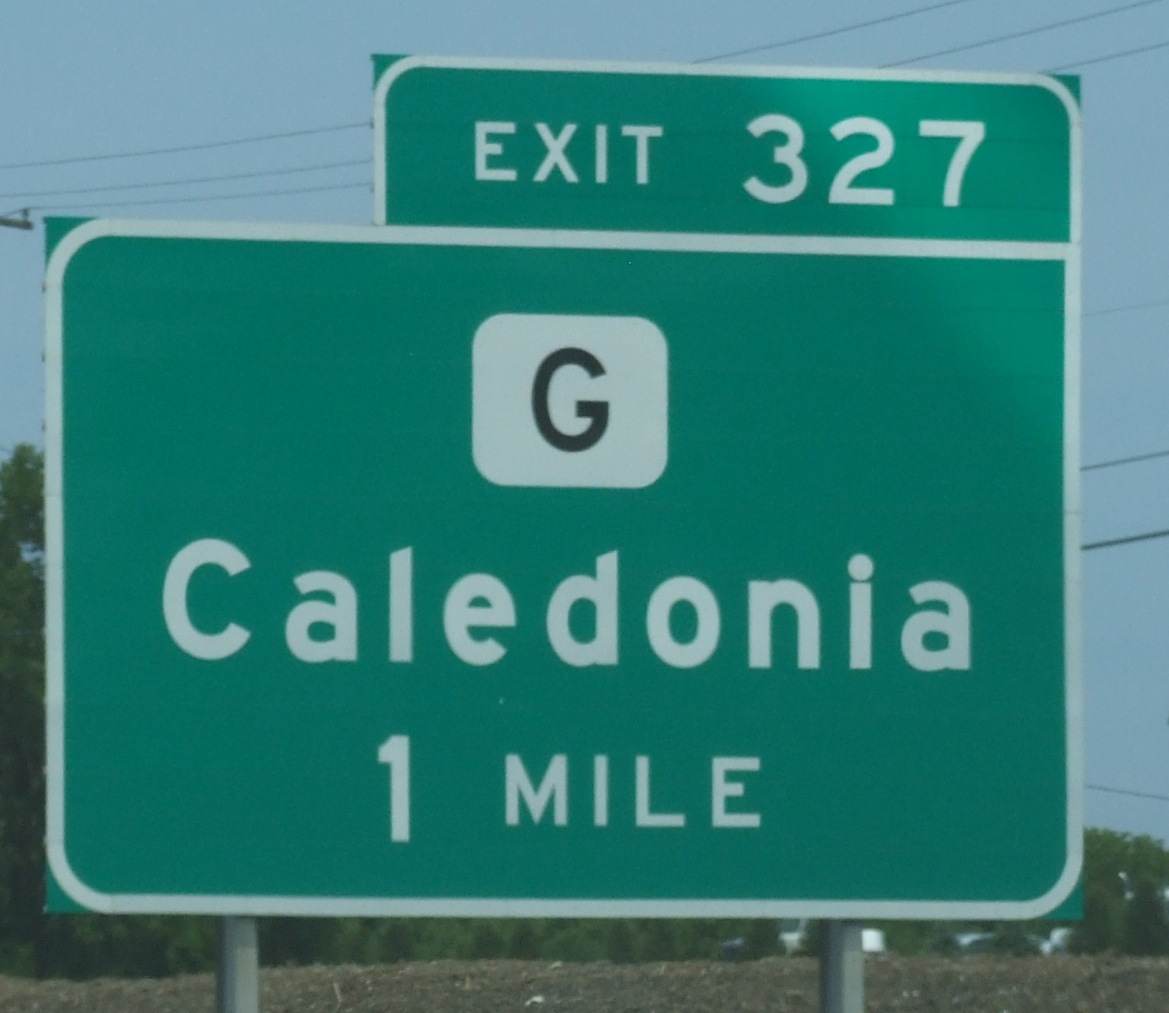 EXIT 327
G
Caledonia
1 MILE